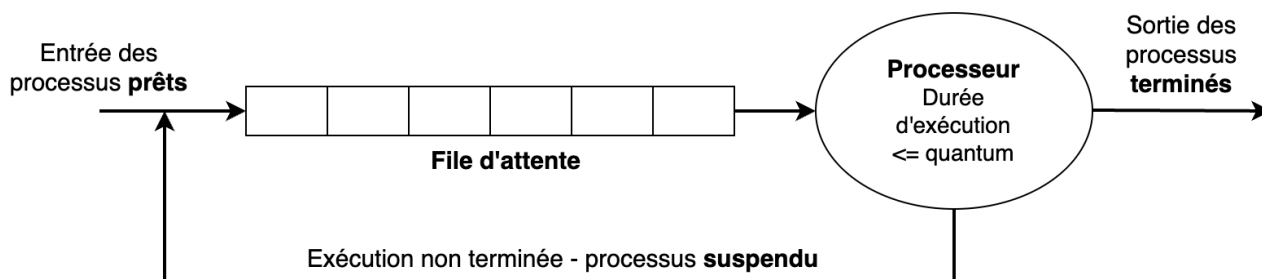 Entrée des
processus prêts
File d'attente
Processeur
Durée
d'exécution
<= quantum
Sortie des
processus
terminés
Exécution non terminée - processus suspendu